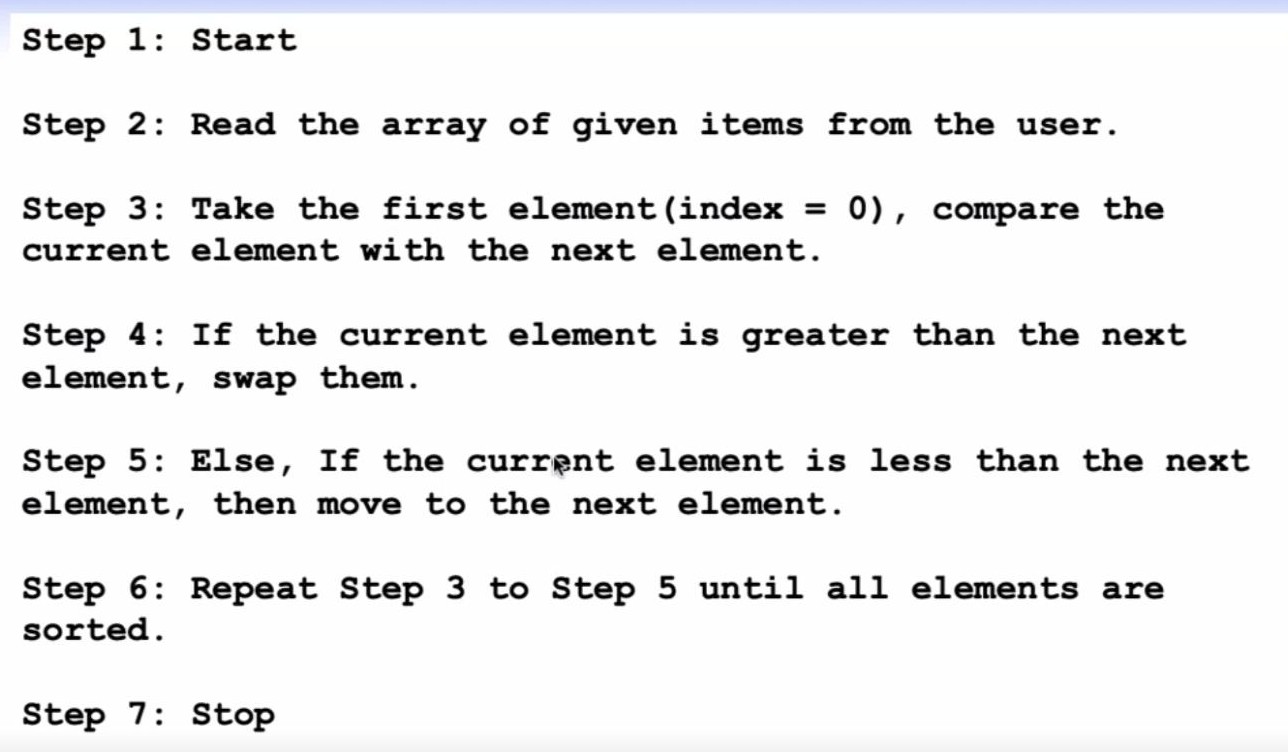 Step 1: Start
Step 2: Read the array of given items from the user.
Step 3: Take the first element(index = 0), compare the
current element with the next element.
Step 4: If the current element is greater than the next
element, swap them.
Step 5: Else, If the current element is less than the next
element, then move to the next element.
Step 6: Repeat Step 3 to Step 5 until all elements are
sorted.
Step 7: Stop